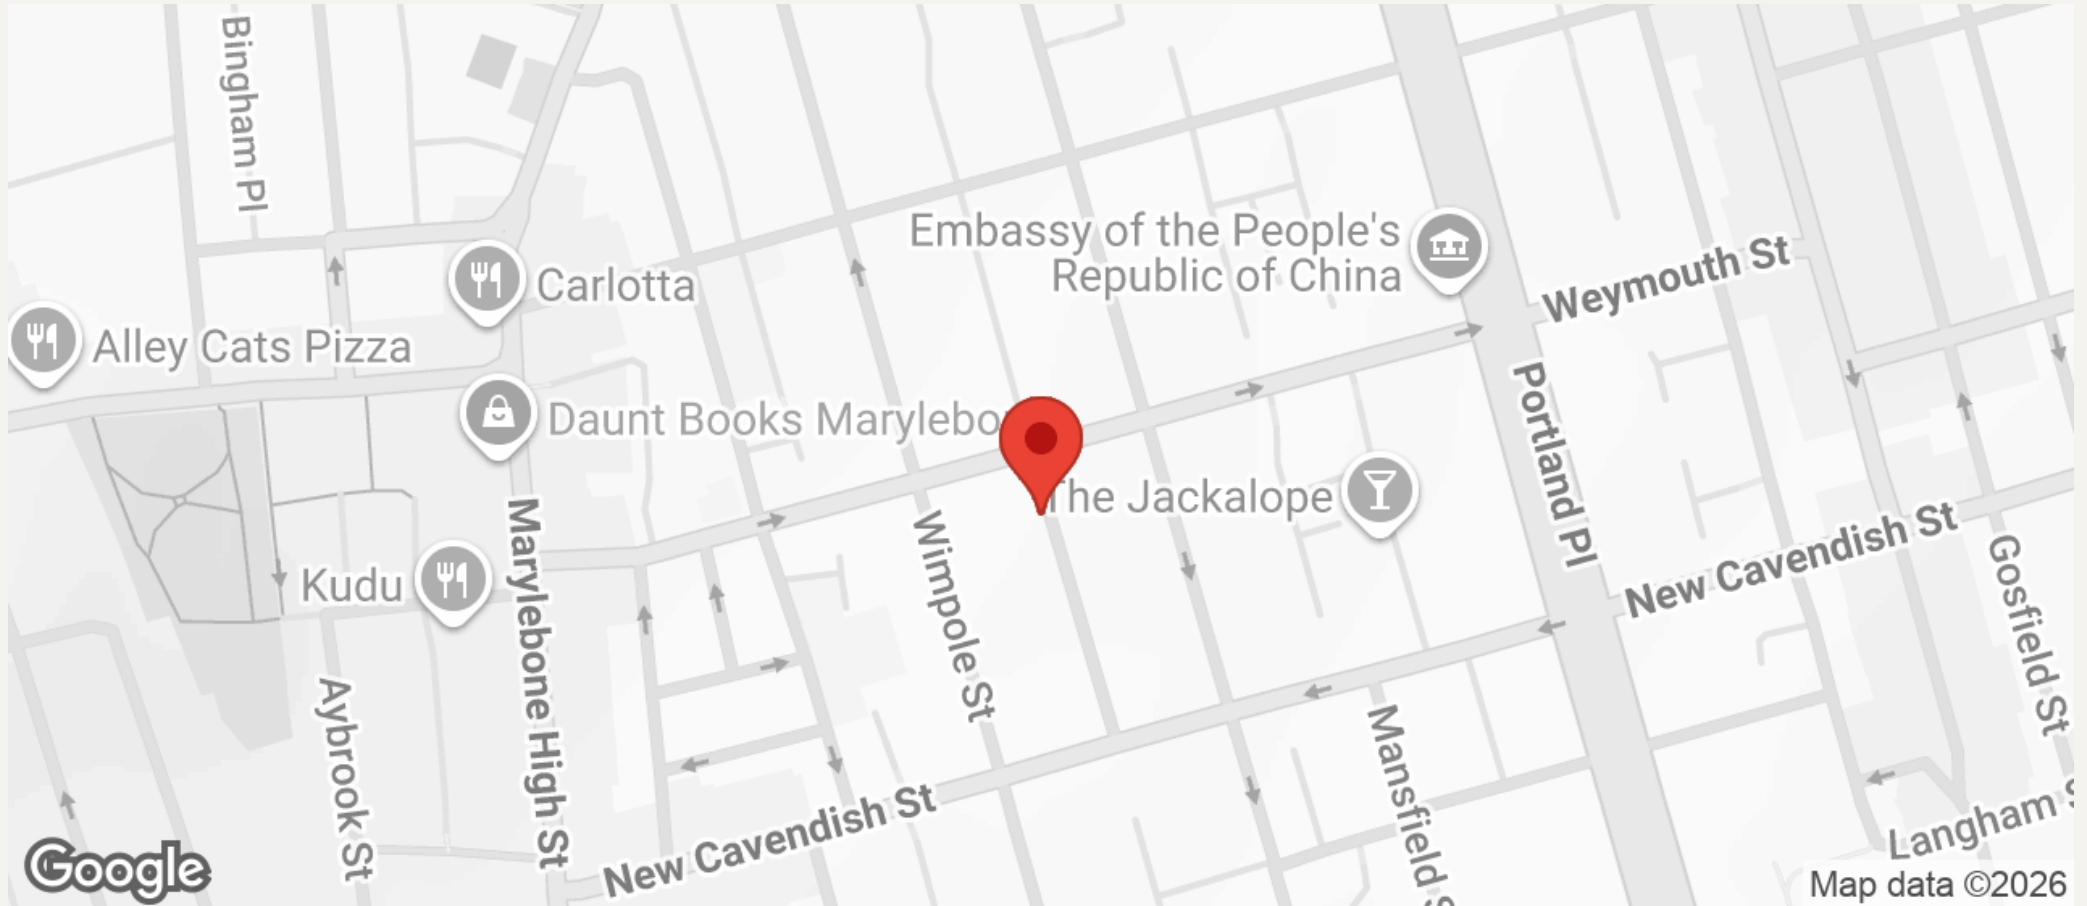 Bingham Pl
Embassy of the People's
Republic of China
Weymouth St
Carlotta
Alley Cats Pizza
Daunt Books Marylebo
The Jackalope
Portland Pl
New Cavendish St
Kudu
Marylebone High St
Wimpole St
Gosfield St
Aybrook St
Mansfield S
New Cavendish St
Langham S
Google
Map data ©2026